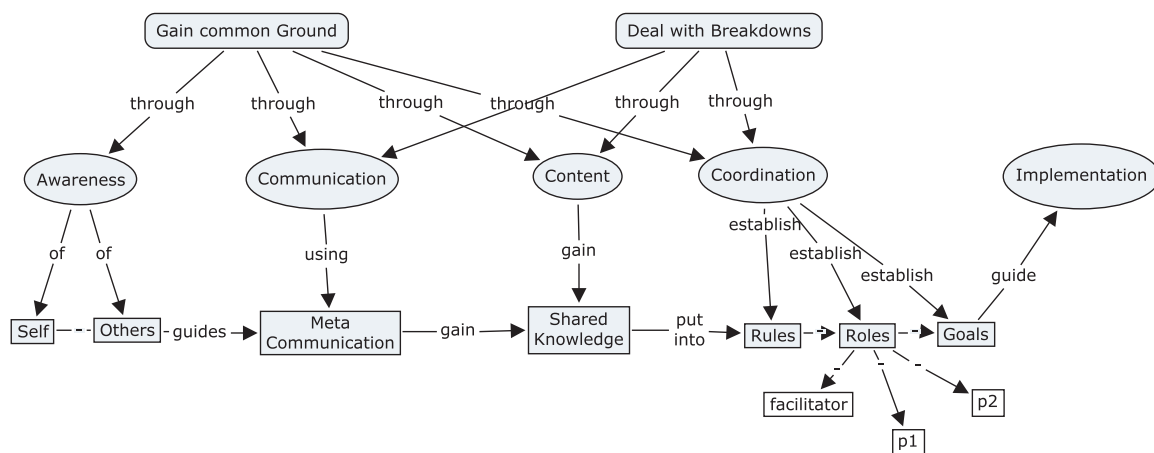 Gain common Ground
Deal with Breakdowns
through
through
through
through
through
through
Awareness
Communication
Content
Coordination
Implementation
of
of
using
gain
establish
establish
establish
guide
Self
Others
guides
Meta
Communication
gain
Shared
Knowledge
put
into
Rules
Roles
Goals
facilitator
p1
p2